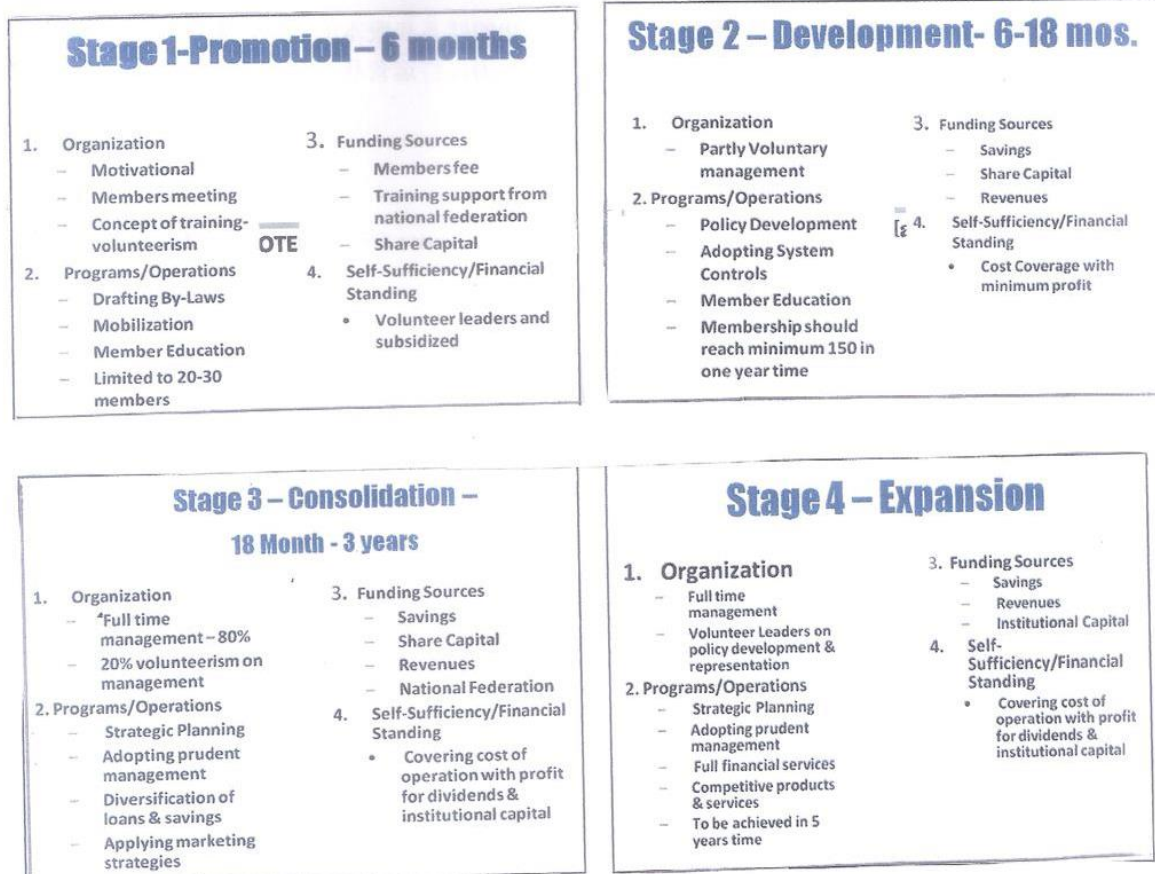 Stage 1-Promotion – 6 months
1. Organization
– Motivational
– Members meeting
– Concept of training-
volunteerism
2. Programs/Operations
– Drafting By-Laws
– Mobilization
– Member Education
– Limited to 20-30
members
OTE
3. Funding Sources
– Members fee
– Training support from
national federation
– Share Capital
4. Self-Sufficiency/Financial
Standing
• Volunteer leaders and
subsidized
Stage 2 – Development- 6-18 mos.
1. Organization
– Partly Voluntary
management
2. Programs/Operations
– Policy Development
– Adopting System
Controls
– Member Education
– Membership should
reach minimum 150 in
one year time
3. Funding Sources
– Savings
– Share Capital
– Revenues
4. Self-Sufficiency/Financial
Standing
• Cost Coverage with
minimum profit
Stage 3 – Consolidation –
18 Month - 3 years
1. Organization
– Full time
management – 80%
– 20% volunteerism on
management
2. Programs/Operations
– Strategic Planning
– Adopting prudent
management
– Diversification of
loans & savings
– Applying marketing
strategies
3. Funding Sources
– Savings
– Share Capital
– Revenues
– National Federation
4. Self-Sufficiency/Financial
Standing
• Covering cost of
operation with profit
for dividends &
institutional capital
Stage 4 – Expansion
1. Organization
– Full time
management
– Volunteer Leaders on
policy development &
representation
2. Programs/Operations
– Strategic Planning
– Adopting prudent
management
– Full financial services
– Competitive products
& services
– To be achieved in 5
years time
3. Funding Sources
– Savings
– Revenues
– Institutional Capital
4. Self-
Sufficiency/Financial
Standing
• Covering cost of
operation with profit
for dividends &
institutional capital